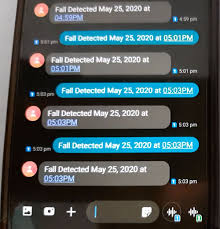 Fall Detected May 25, 2020 at
04:59PM
4:59 pm
5:01 pm
Fall Detected May 25, 2020 at 05:01PM
Fall Detected May 25, 2020 at
05:01PM
5:01 pm
5:03 pm
Fall Detected May 25, 2020 at 05:03PM
Fall Detected May 25, 2020 at
05:03PM
5:03 pm
5:03 pm
Fall Detected May 25, 2020 at 05:03PM
Fall Detected May 25, 2020 at
05:03PM
5:03 pm